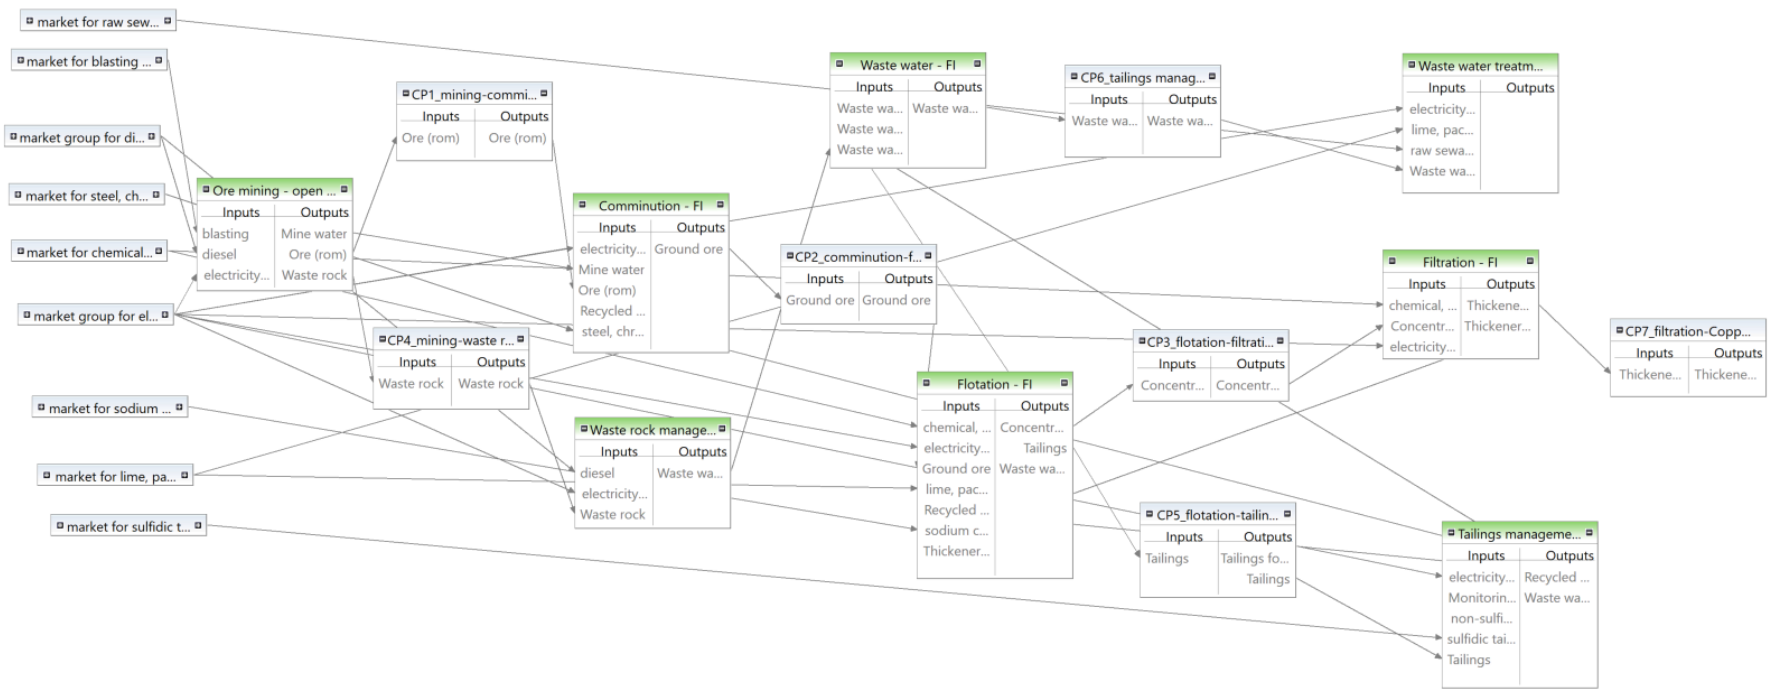 market for raw sew...
market for blasting ...
market group for di...
market for steel, ch...
market for chemical...
market group for el...
market for sodium ...
market for lime, pa...
market for sulfidic t...
Ore mining - open ...
Inputs Outputs
blasting Mine water
diesel Ore (rom)
electricity... Waste rock
CP1_mining-commi...
Inputs Outputs
Ore (rom) Ore (rom)
CP4_mining-waste r...
Inputs Outputs
Waste rock Waste rock
Comminution - FI
Inputs Outputs
electricity... Ground ore
Mine water
Ore (rom)
Recycled ...
steel, chr...
Waste rock manage...
Inputs Outputs
diesel Waste wa...
electricity...
Waste rock
Waste water - FI
Inputs Outputs
Waste wa... Waste wa...
Waste wa...
Waste wa...
CP2_comminution-f...
Inputs Outputs
Ground ore Ground ore
Flotation - FI
Inputs Outputs
chemical, ... Concentr...
electricity... Tailings
Ground ore Waste wa...
lime, pac...
Recycled ...
sodium c...
Thickener...
CP6_tailings manag...
Inputs Outputs
Waste wa... Waste wa...
CP3_flotation-filtrati...
Inputs Outputs
Concentr... Concentr...
CP5_flotation-tailin...
Inputs Outputs
Tailings Tailings fo...
Tailings
Waste water treatm...
Inputs Outputs
electricity...
lime, pac...
raw sewa...
Waste wa...
Filtration - FI
Inputs Outputs
chemical, ... Thickene...
Concentr... Thickener...
electricity...
Tailings manageme...
Inputs Outputs
electricity... Recycled ...
Monitorin... Waste wa...
non-sulfi...
sulfidic tai...
Tailings
CP7_filtration-Copp...
Inputs Outputs
Thickene... Thickene...